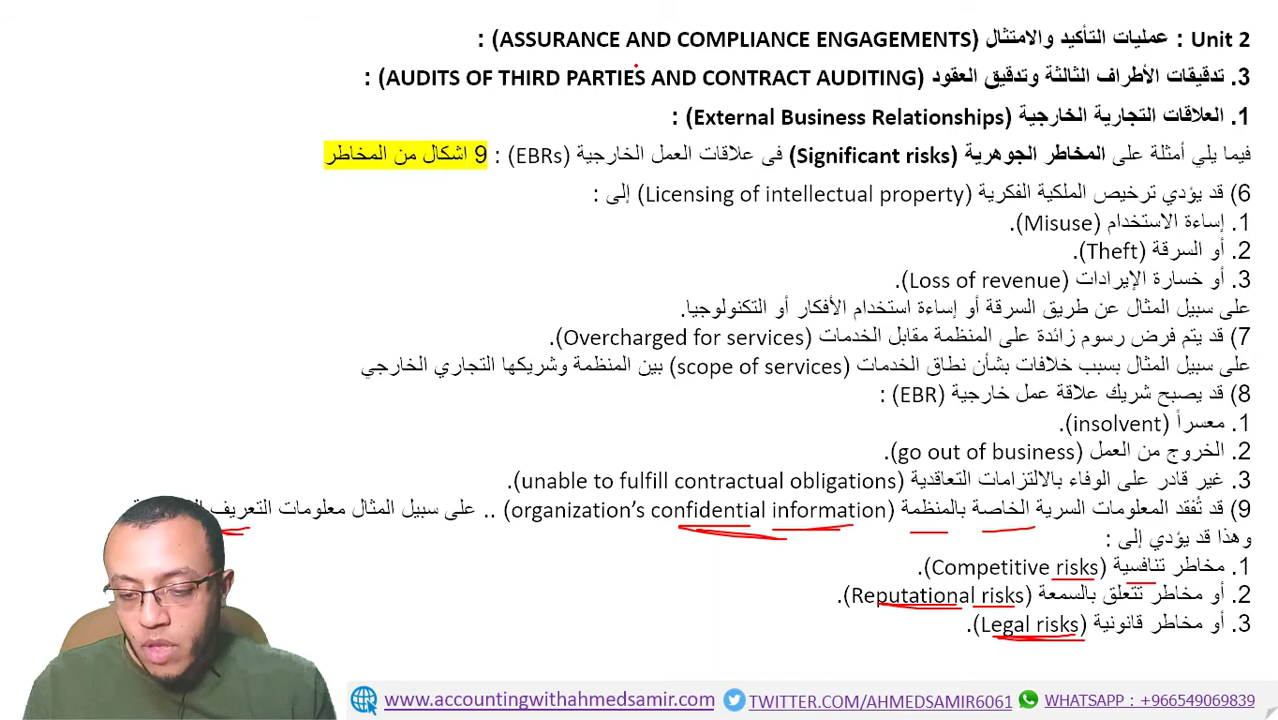 Unit 2 : عمليات التأكيد والامتثال (ASSURANCE AND COMPLIANCE ENGAGEMENTS) :
3. تدقيقات الأطراف الثالثة وتدقيق العقود (AUDITS OF THIRD PARTIES AND CONTRACT AUDITING) :
1. العلاقات التجارية الخارجية (External Business Relationships) :
فيما يلي أمثلة على المخاطر الجوهرية (Significant risks) فى علاقات العمل الخارجية (EBRs) : 9 اشكال من المخاطر
6) قد يؤدي ترخيص الملكية الفكرية (Licensing of intellectual property) إلى :
1. إساءة الاستخدام (Misuse).
2. أو السرقة (Theft).
3. أو خسارة الإيرادات (Loss of revenue).
على سبيل المثال عن طريق السرقة أو إساءة استخدام الأفكار أو التكنولوجيا.
7) قد يتم فرض رسوم زائدة على المنظمة مقابل الخدمات (Overcharged for services).
على سبيل المثال بسبب خلافات بشأن نطاق الخدمات (scope of services) بين المنظمة وشريكها التجاري الخارجي
8) قد يصبح شريك علاقة عمل خارجية (EBR) :
1. معسراً (insolvent).
2. الخروج من العمل (go out of business).
3. غير قادر على الوفاء بالالتزامات التعاقدية (unable to fulfill contractual obligations).
9) قد تُفقد المعلومات السرية الخاصة بالمنظمة (organization’s confidential information) .. على سبيل المثال معلومات التعريف
وهذا قد يؤدي إلى :
1. مخاطر تنافسية (Competitive risks).
2. أو مخاطر تتعلق بالسمعة (Reputational risks).
3. أو مخاطر قانونية (Legal risks).
www.accountingwithahmedsamir.com TWITTER.COM/AHMEDSAMIR6061 WHATSAPP : +966549069839